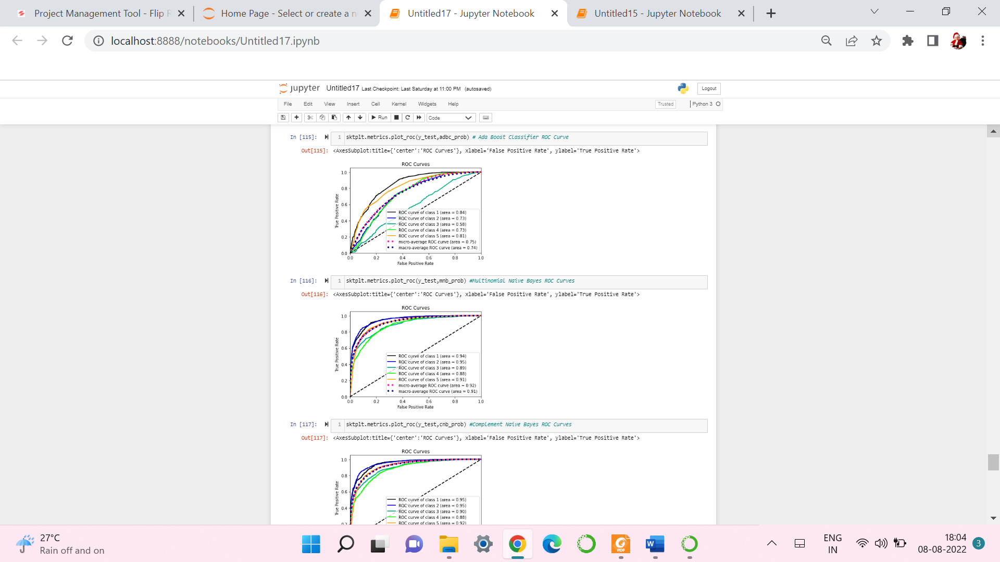 Project Management Tool - Flip R
Home Page - Select or create a n
Untitled17 - Jupyter Notebook
Untitled15 - Jupyter Notebook
localhost:8888/notebooks/Untitled17.ipynb
jupyter Untitled17 Last Checkpoint: Last Saturday at 11:00 PM (autosaved)
Logout
File Edit View Insert Cell Kernel Widgets Help
Trusted
Python 3
Run
Code
In [115]: 1 sktplt.metrics.plot_roc(y_test,adbc_prob) # Ada Boost Classifier ROC Curve
Out[115]: <AxesSubplot:title={'center':'ROC Curves'}, xlabel='False Positive Rate', ylabel='True Positive Rate'>
ROC Curves
True Positive Rate
1.0
0.8
0.6
0.4
0.2
0.0
ROC curve of class 1 (area = 0.84)
ROC curve of class 2 (area = 0.73)
ROC curve of class 3 (area = 0.58)
ROC curve of class 4 (area = 0.73)
ROC curve of class 5 (area = 0.81)
micro-average ROC curve (area = 0.75)
macro-average ROC curve (area = 0.74)
0.0 0.2 0.4 0.6 0.8 1.0
False Positive Rate
In [116]: 1 sktplt.metrics.plot_roc(y_test,mnb_prob) #Multinomial Naive Bayes ROC Curves
Out[116]: <AxesSubplot:title={'center':'ROC Curves'}, xlabel='False Positive Rate', ylabel='True Positive Rate'>
ROC Curves
True Positive Rate
1.0
0.8
0.6
0.4
0.2
0.0
ROC curve of class 1 (area = 0.94)
ROC curve of class 2 (area = 0.95)
ROC curve of class 3 (area = 0.89)
ROC curve of class 4 (area = 0.88)
ROC curve of class 5 (area = 0.91)
micro-average ROC curve (area = 0.92)
macro-average ROC curve (area = 0.91)
0.0 0.2 0.4 0.6 0.8 1.0
False Positive Rate
In [117]: 1 sktplt.metrics.plot_roc(y_test,cnb_prob) #Complement Naive Bayes ROC Curves
Out[117]: <AxesSubplot:title={'center':'ROC Curves'}, xlabel='False Positive Rate', ylabel='True Positive Rate'>
ROC Curves
True Positive Rate
1.0
0.8
0.6
0.4
0.2
ROC curve of class 1 (area = 0.95)
ROC curve of class 2 (area = 0.95)
ROC curve of class 3 (area = 0.90)
ROC curve of class 4 (area = 0.88)
ROC curve of class 5 (area = 0.92)
27°C
Rain off and on
PDF
W
ENG
IN
18:04
08-08-2022
3